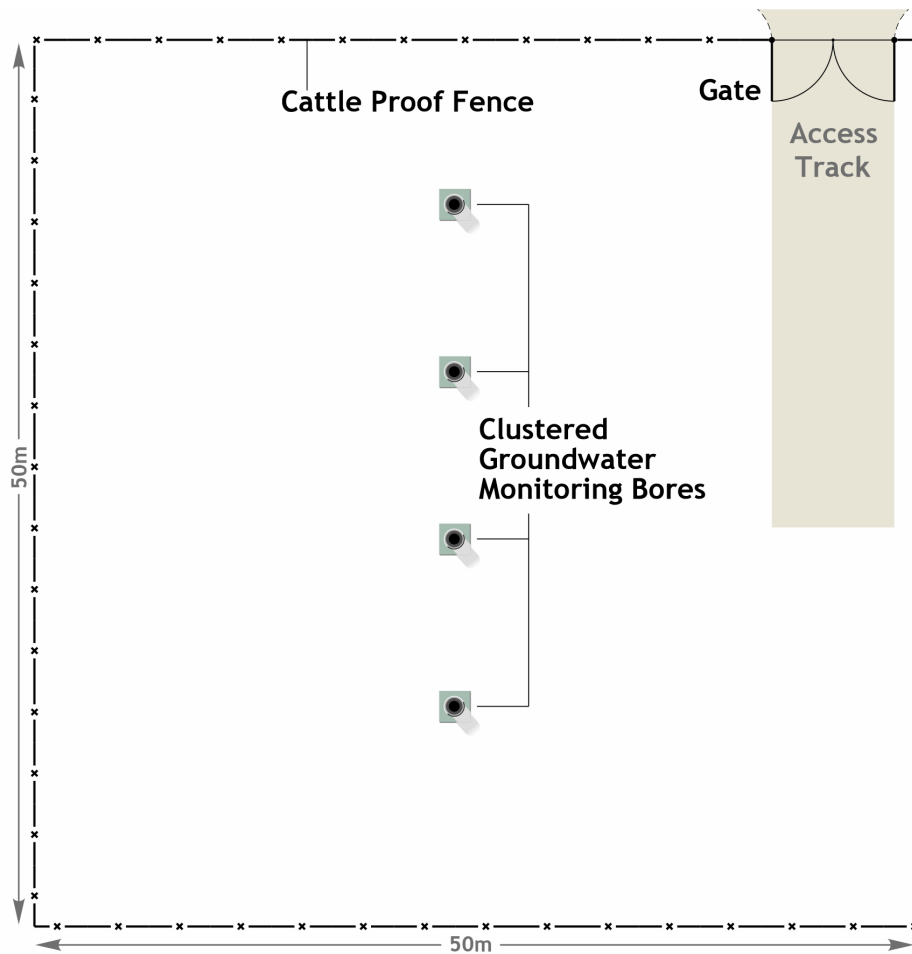 Cattle Proof Fence
Gate
Access
Track
Clustered
Groundwater
Monitoring Bores
50m
50m